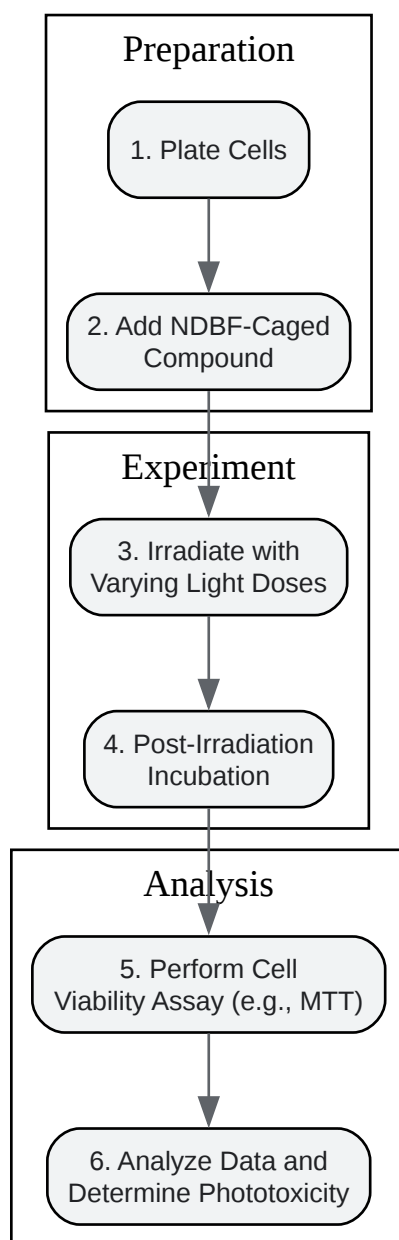 Preparation
1. Plate Cells
2. Add NDBF-Caged
Compound
Experiment
3. Irradiate with
Varying Light Doses
4. Post-Irradiation
Incubation
Analysis
5. Perform Cell
Viability Assay (e.g., MTT)
6. Analyze Data and
Determine Phototoxicity